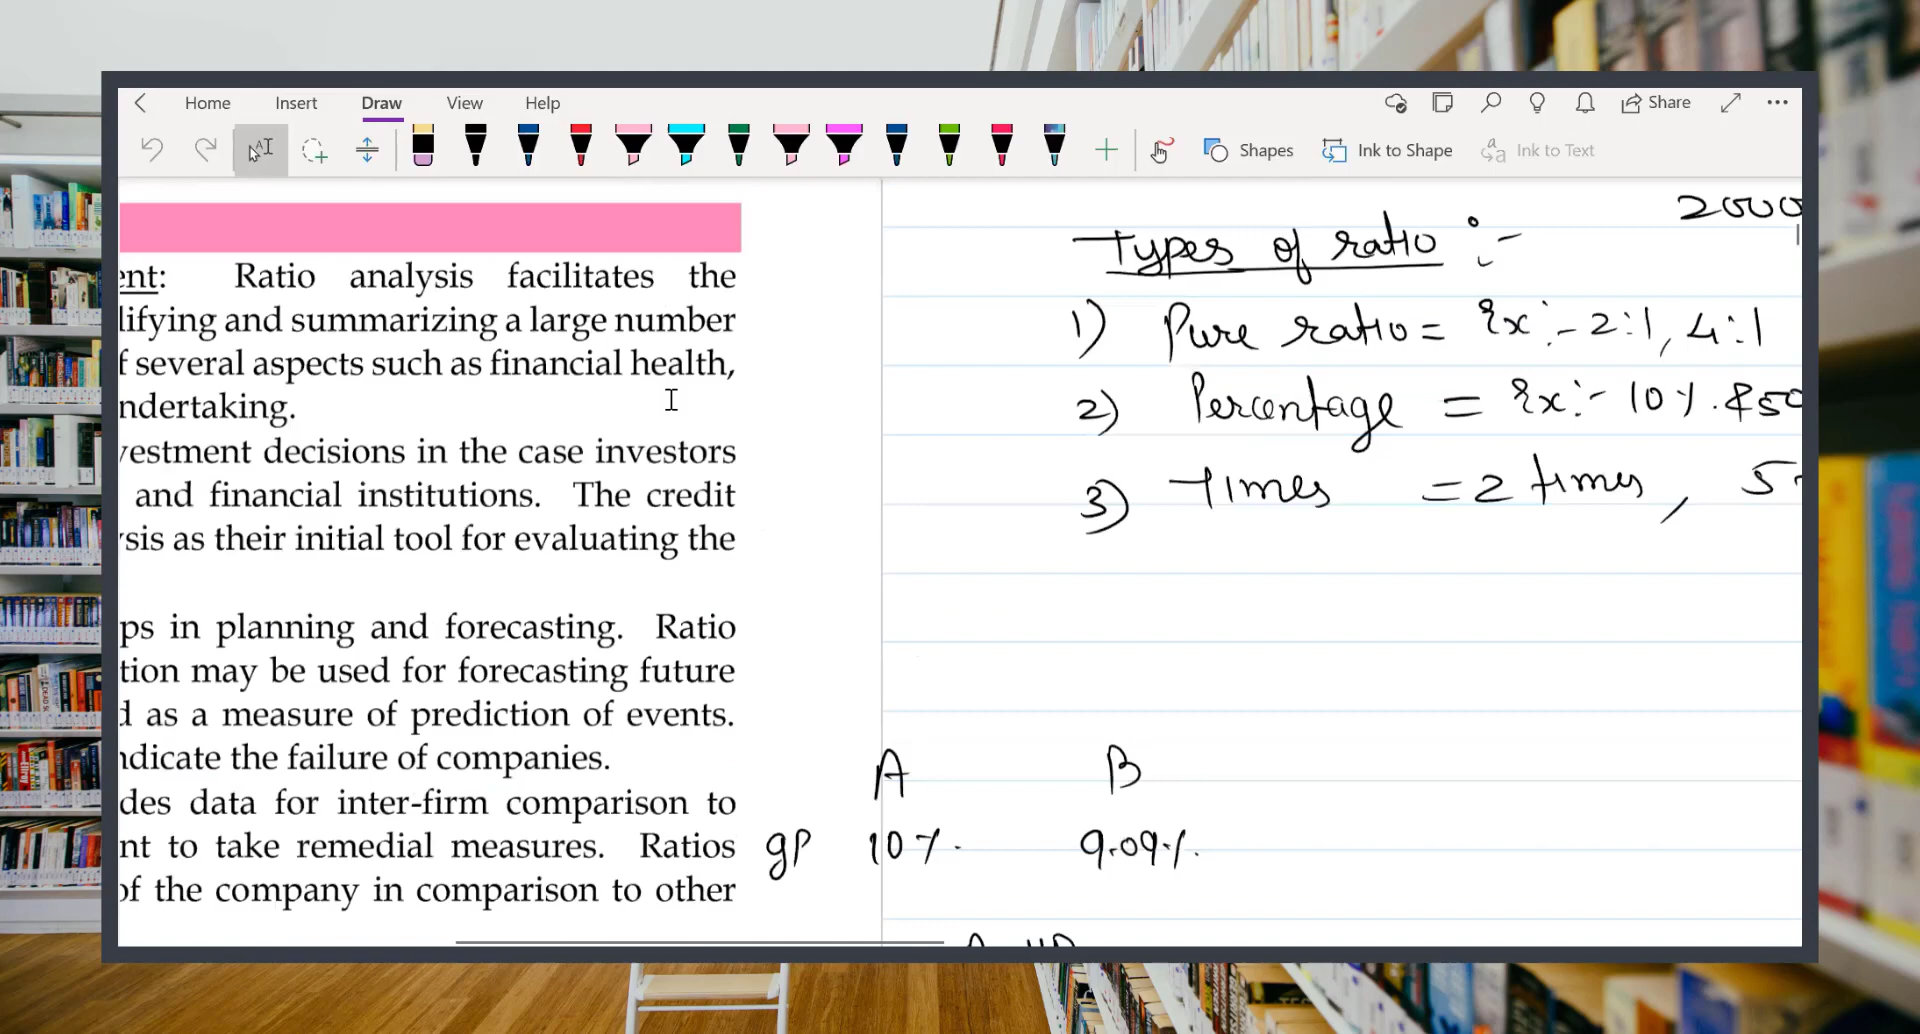 Home Insert Draw View Help
Share
Shapes Ink to Shape Ink to Text
ent: Ratio analysis facilitates the
lifying and summarizing a large number
f several aspects such as financial health,
ndertaking.
vestment decisions in the case investors
and financial institutions. The credit
ysis as their initial tool for evaluating the
ps in planning and forecasting. Ratio
tion may be used for forecasting future
d as a measure of prediction of events.
ndicate the failure of companies.
des data for inter-firm comparison to
nt to take remedial measures. Ratios
of the company in comparison to other
2000
Types of ratio :-
1) Pure ratio = Ex :- 2:1, 4:1
2) Percentage = Ex :- 10%. &50
3) Times = 2 times, 5
A B
gp 10%. 9.09%.